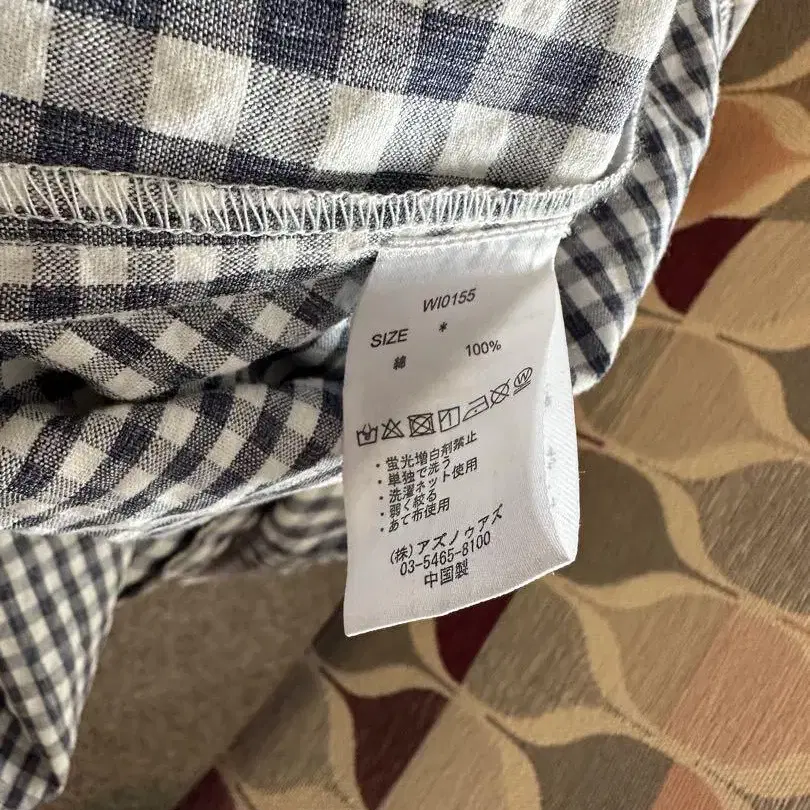 WI0155
SIZE *
綿 100%
・蛍光増白剤禁止
・単独で洗う
・洗濯ネット使用
・弱く絞る
・あて布使用
(株)アズノゥアズ
03-5465-8100
中国製